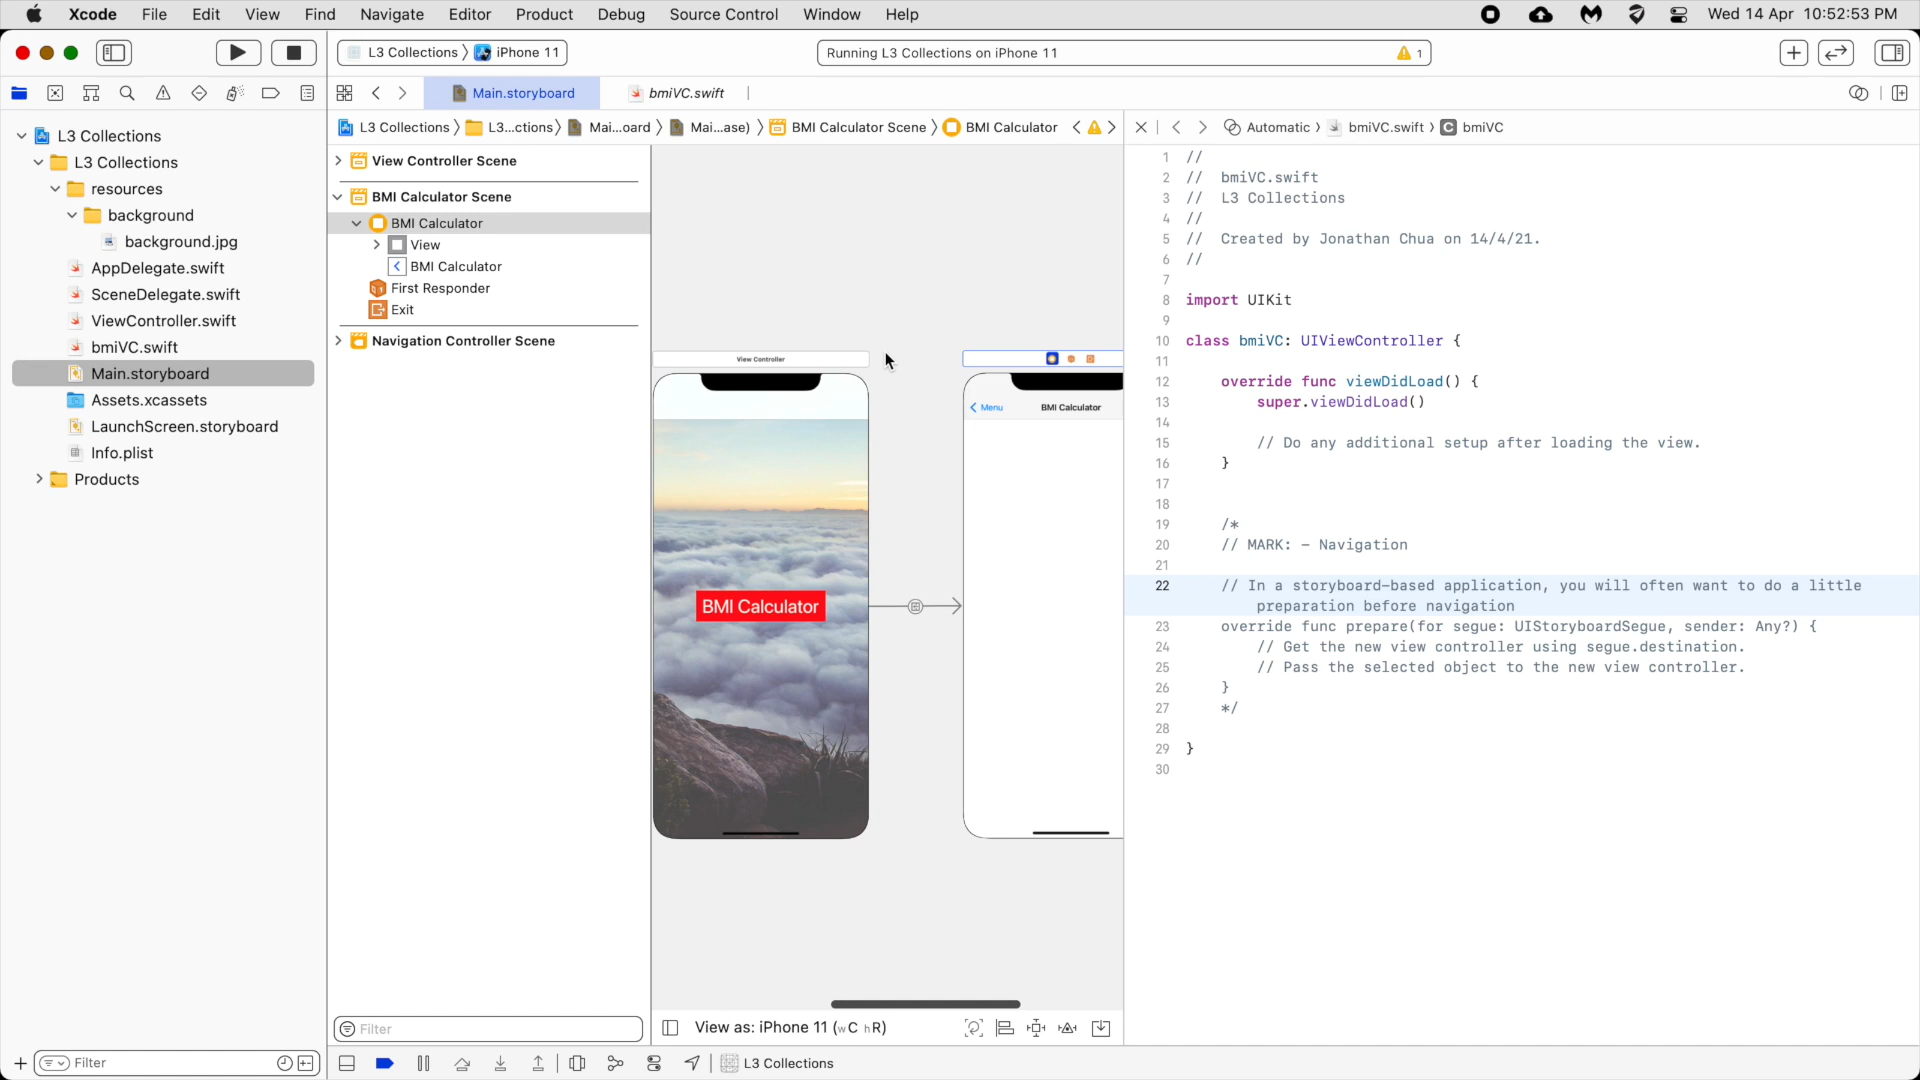 Xcode File Edit View Find Navigate Editor Product Debug Source Control Window Help Wed 14 Apr 10:52:53 PM
L3 Collections iPhone 11 Running L3 Collections on iPhone 11 1
Main.storyboard bmiVC.swift
L3 Collections L3...ctions) Mai...oard Mai...ase) BMI Calculator Scene BMI Calculator
Automatic bmiVC.swift C bmiVC
L3 Collections
L3 Collections
resources
background
background.jpg
AppDelegate.swift
SceneDelegate.swift
ViewController.swift
bmiVC.swift
Main.storyboard
Assets.xcassets
LaunchScreen.storyboard
Info.plist
Products
Filter
View Controller Scene
BMI Calculator Scene
BMI Calculator
View
BMI Calculator
First Responder
Exit
Navigation Controller Scene
Filter
View Controller
BMI Calculator
Menu BMI Calculator
View as: iPhone 11 (wC hR)
L3 Collections
1 //
2 // bmiVC.swift
3 // L3 Collections
4 //
5 // Created by Jonathan Chua on 14/4/21.
6 //
7
8 import UIKit
9
10 class bmiVC: UIViewController {
11
12 override func viewDidLoad() {
13 super.viewDidLoad()
14
15 // Do any additional setup after loading the view.
16 }
17
18
19 /*
20 // MARK: - Navigation
21
22 // In a storyboard-based application, you will often want to do a little
preparation before navigation
23 override func prepare(for segue: UIStoryboardSegue, sender: Any?) {
24 // Get the new view controller using segue.destination.
25 // Pass the selected object to the new view controller.
26 }
27 */
28
29 }
30